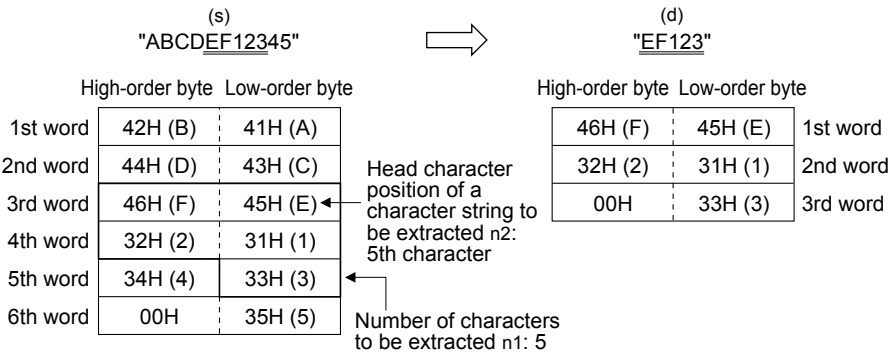 (s)
(d)
"ABCDEF12345"
"EF123"
High-order byte Low-order byte
High-order byte Low-order byte
1st word 42H (B) 41H (A)
46H (F) 45H (E) 1st word
2nd word 44H (D) 43H (C)
32H (2) 31H (1) 2nd word
3rd word 46H (F) 45H (E)
00H 33H (3) 3rd word
4th word 32H (2) 31H (1)
5th word 34H (4) 33H (3)
6th word 00H 35H (5)
Head character
position of a
character string to
be extracted n2:
5th character
Number of characters
to be extracted n1: 5